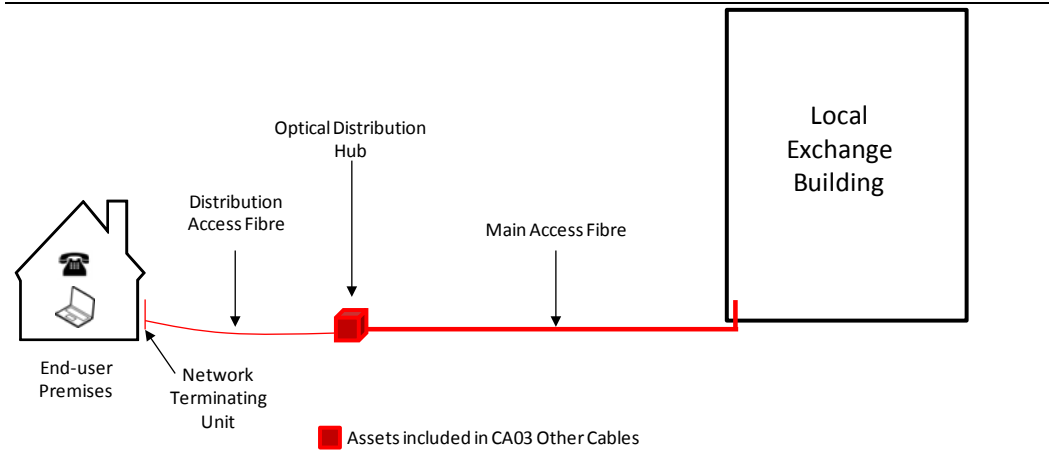 Local
Exchange
Building
Optical Distribution
Hub
Distribution
Access Fibre
Main Access Fibre
End-user
Premises
Network
Terminating
Unit
Assets included in CA03 Other Cables